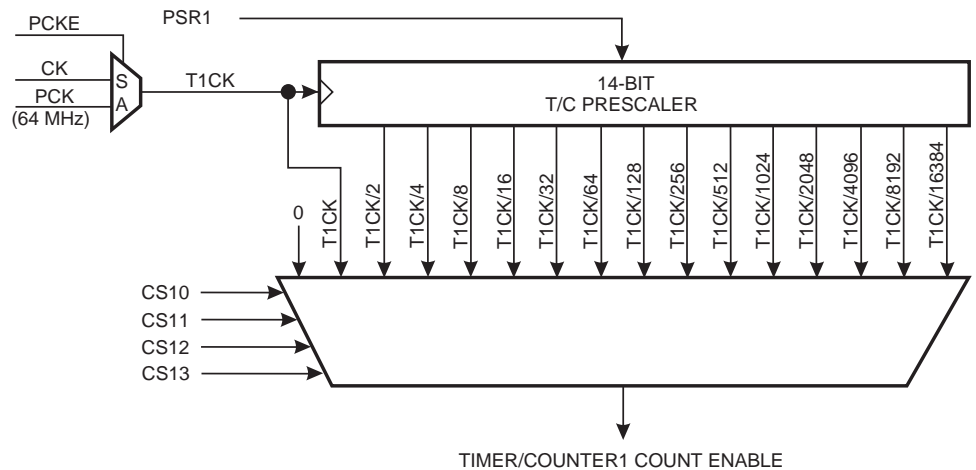 PSR1
PCKE
CK
PCK
(64 MHz)
S
A
T1CK
14-BIT
T/C PRESCALER
0
T1CK
T1CK/2
T1CK/4
T1CK/8
T1CK/16
T1CK/32
T1CK/64
T1CK/128
T1CK/256
T1CK/512
T1CK/1024
T1CK/2048
T1CK/4096
T1CK/8192
T1CK/16384
CS10
CS11
CS12
CS13
TIMER/COUNTER1 COUNT ENABLE